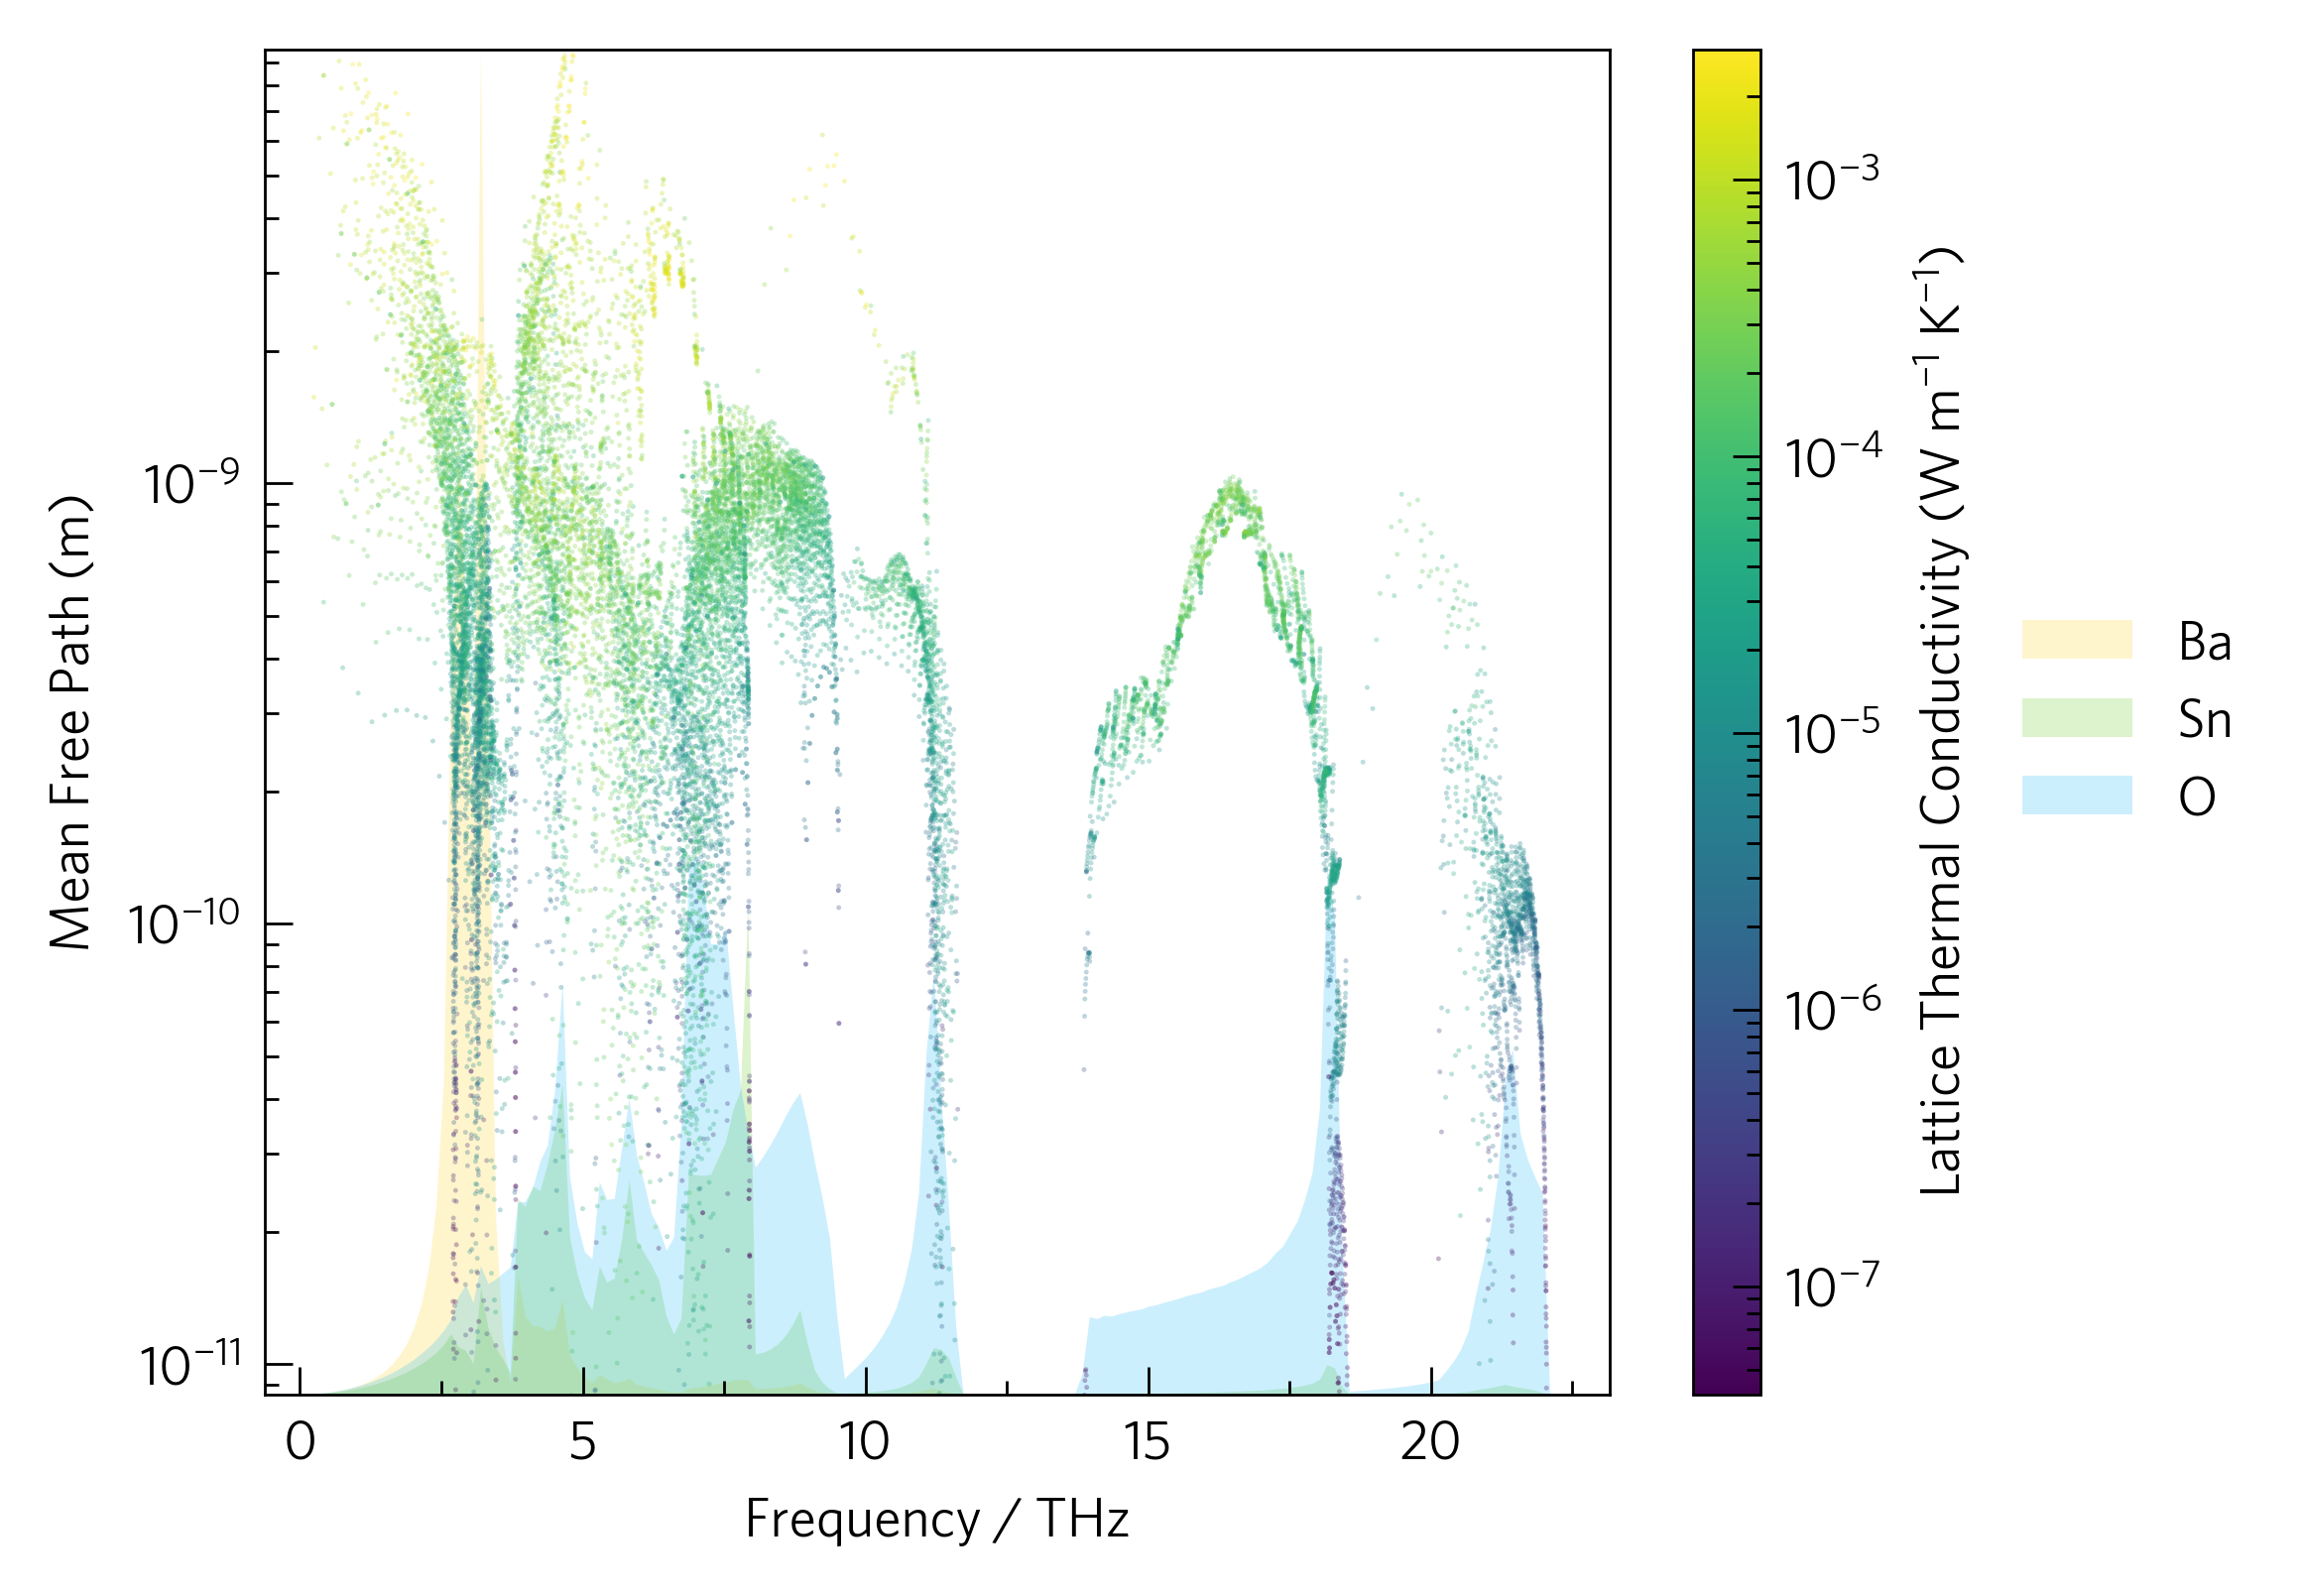 Mean Free Path (m)
10⁻⁹
10⁻¹⁰
10⁻¹¹
0 5 10 15 20
Frequency / THz
10⁻³
10⁻⁴
10⁻⁵
10⁻⁶
10⁻⁷
Lattice Thermal Conductivity (W m⁻¹ K⁻¹)
Ba
Sn
O